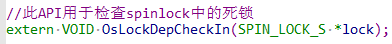 //此API用于检查spinlock中的死锁
extern VOID OsLockDepCheckIn(SPIN_LOCK_S *lock);